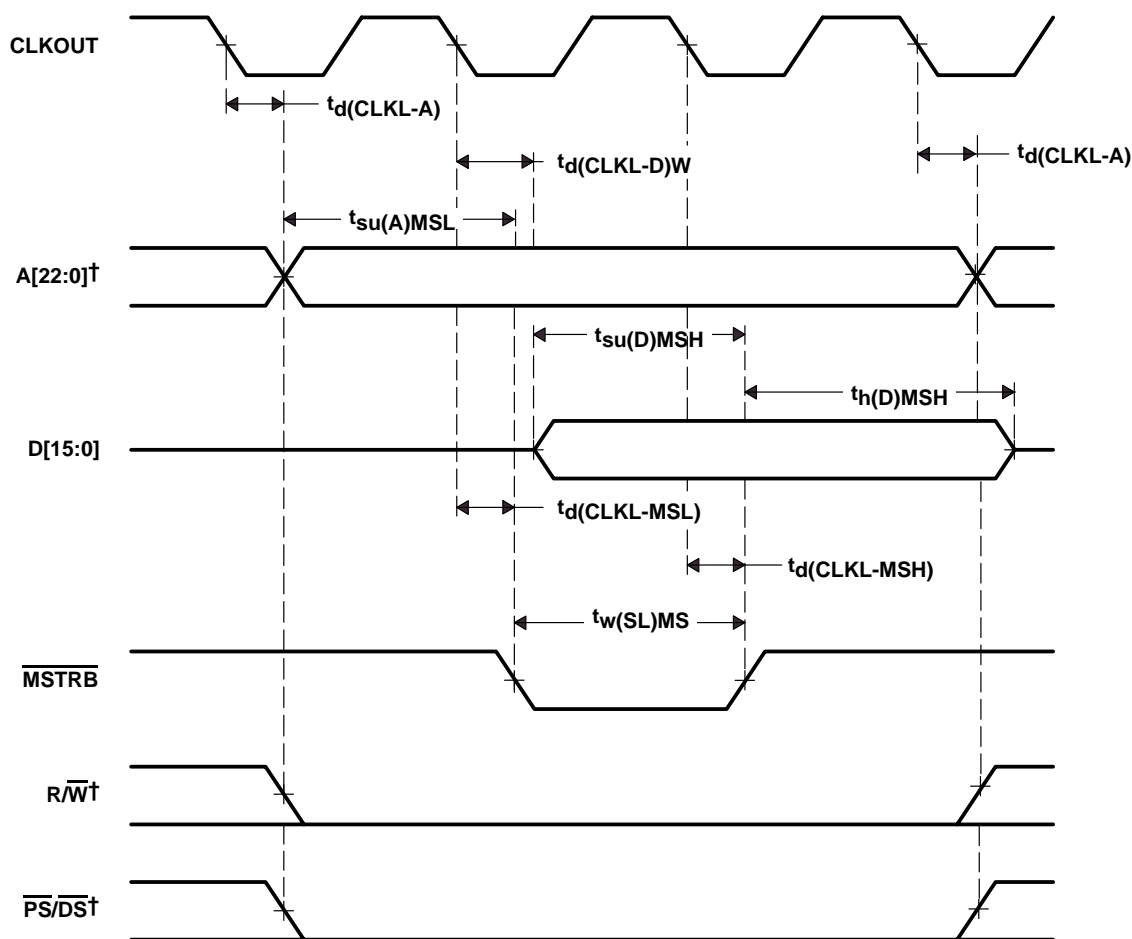 CLKOUT
td(CLKL-A)
td(CLKL-D)W
td(CLKL-A)
tsu(A)MSL
A[22:0]†
tsu(D)MSH
th(D)MSH
D[15:0]
td(CLKL-MSL)
td(CLKL-MSH)
tw(SL)MS
MSTRB
R/W†
PS/DS†